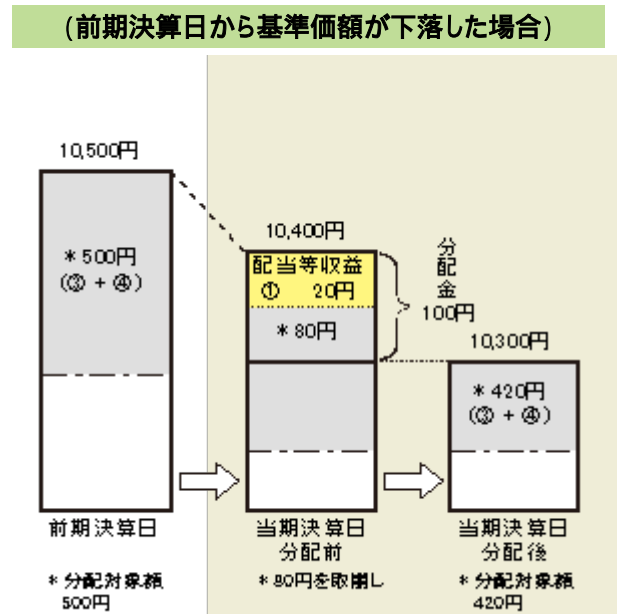 (前期決算日から基準価額が下落した場合)
10,500円
*500円
(③ + ④)
前期決算日
*分配対象額
500円
10,400円
配当等収益
① 20円
*80円
分配金
100円
当期決算日
分配前
*80円を取崩し
10,300円
*420円
(③ + ④)
当期決算日
分配後
*分配対象額
420円